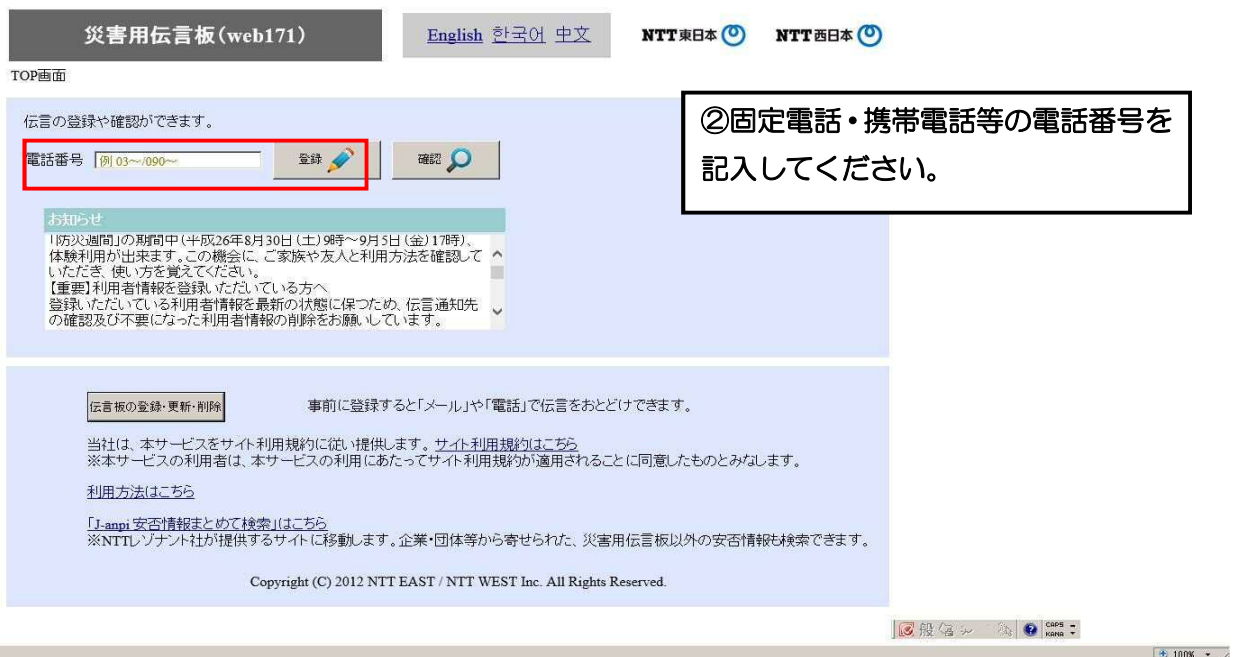 災害用伝言板(web171)
English 한국어 中文
NTT東日本
NTT西日本
TOP画面
伝言の登録や確認ができます。
②固定電話・携帯電話等の電話番号を
記入してください。
電話番号 例 03～/090～ 登録 確認
お知らせ
「防災週間」の期間中(平成26年8月30日(土)9時～9月5日(金)17時)、
体験利用が出来ます。この機会に、ご家族や友人と利用方法を確認して
いただき、使い方を覚えてください。
【重要】利用者情報を登録いただいている方へ
登録いただいている利用者情報を最新の状態に保つため、伝言通知先
の確認及び不要になった利用者情報の削除をお願いしています。
伝言板の登録・更新・削除 事前に登録すると「メール」や「電話」で伝言をおとどけできます。
当社は、本サービスをサイト利用規約に従い提供します。サイト利用規約はこちら
※本サービスの利用者は、本サービスの利用にあたってサイト利用規約が適用されることに同意したものとみなします。
利用方法はこちら
「J-anpi 安否情報まとめて検索」はこちら
※NTTレゾナント社が提供するサイトに移動します。企業・団体等から寄せられた、災害用伝言板以外の安否情報も検索できます。
Copyright (C) 2012 NTT EAST / NTT WEST Inc. All Rights Reserved.
般 CAPS
KANA
100%